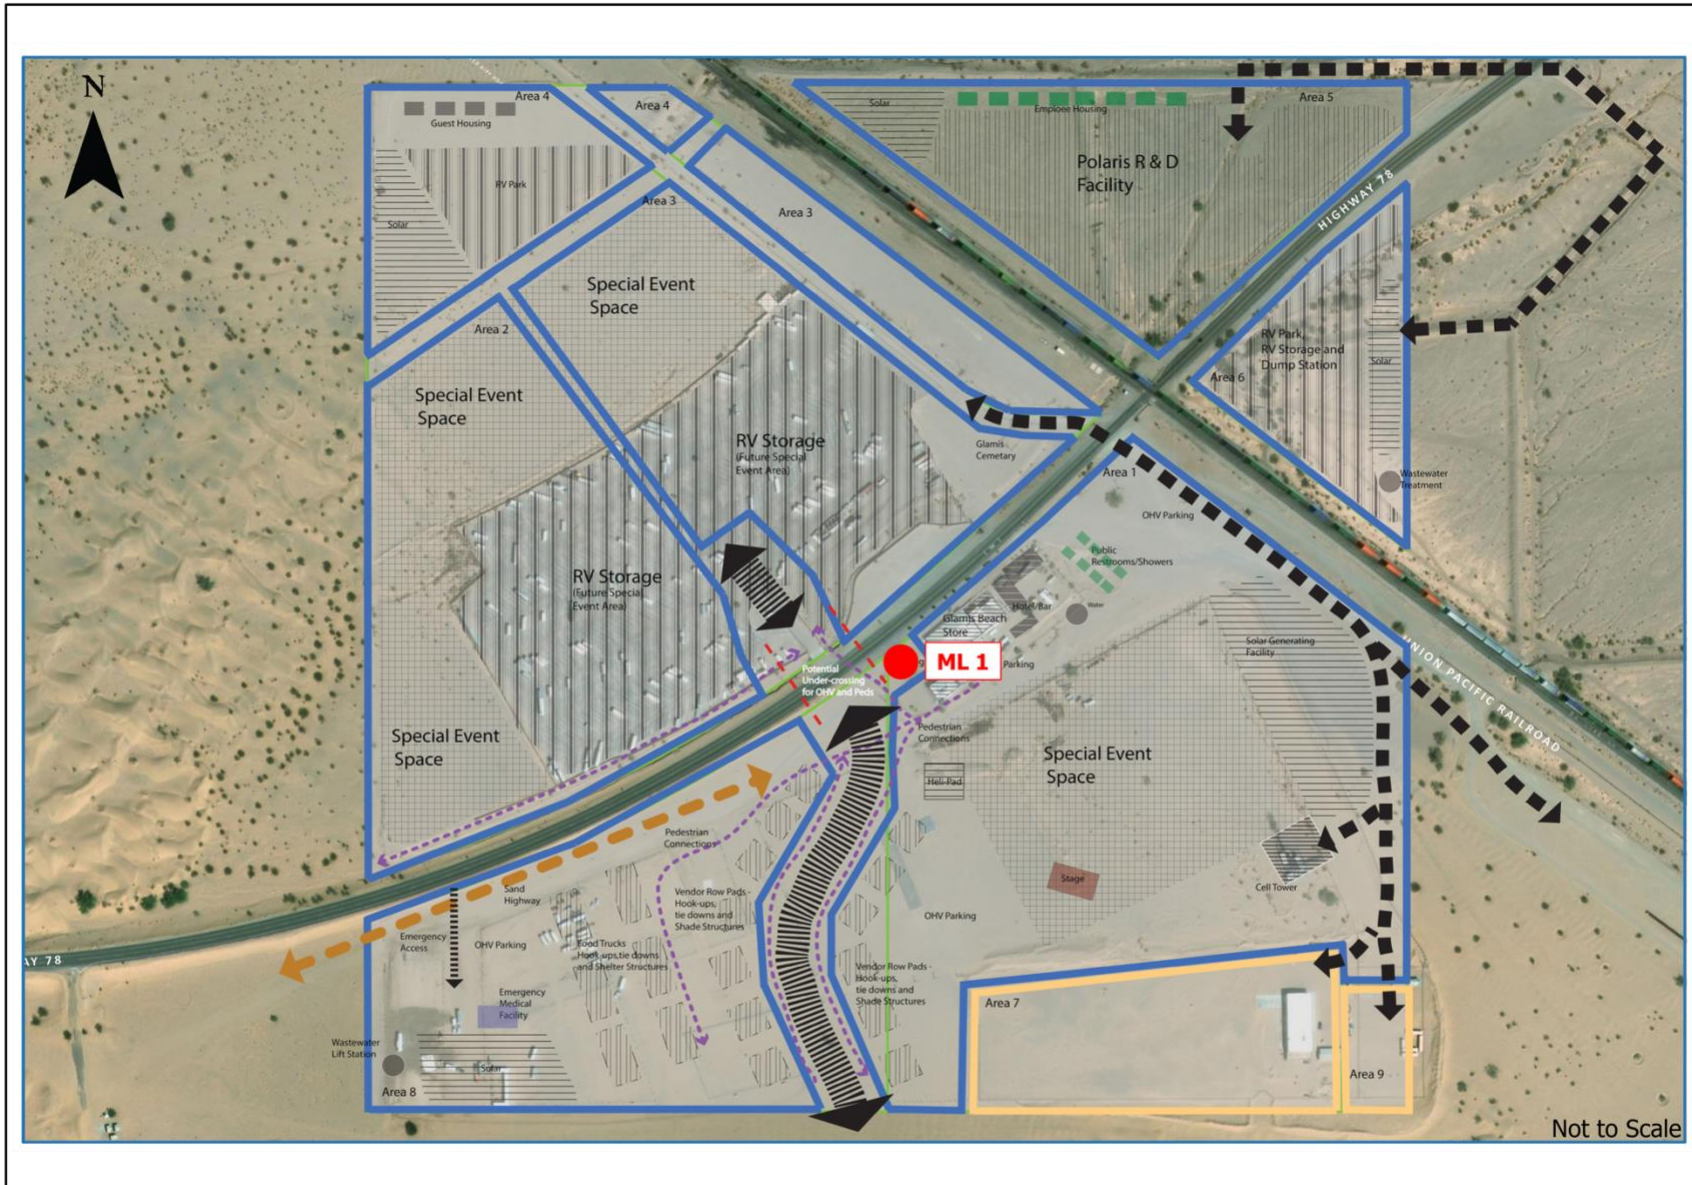 N
Area 4
Area 4
Guest Housing
RV Park
Solar
Area 3
Area 3
Solar
Emploee Housing
Area 5
Polaris R & D
Facility
HIGHWAY 78
Special Event
Space
Area 2
Special Event
Space
RV Park,
RV Storage and
Dump Station
Solar
Area 6
Wastewater
Treatment
RV Storage
(Future Special
Event Area)
Glamis
Cemetary
Area 1
OHV Parking
Public
Restrooms/Showers
RV Storage
(Future Special
Event Area)
Hotel/Bar
Water
Glamis Beach
Store
ML 1
Parking
Solar Generating
Facility
UNION PACIFIC RAILROAD
Potential
Under-crossing
for OHV and Peds
Special Event
Space
Pedestrian
Connections
Special Event
Space
Heli-Pad
Pedestrian
Connections
Stage
Cell Tower
Sand
Highway
Vendor Row Pads -
Hook-ups,
tie downs and
Shade Structures
OHV Parking
Emergency
Access
OHV Parking
Food Trucks
Hook-ups,tie downs
and Shelter Structures
AY 78
Vendor Row Pads -
Hook-ups,
tie downs and
Shade Structures
Emergency
Medical
Facility
Area 7
Wastewater
Lift Station
Solar
Area 8
Area 9
Not to Scale